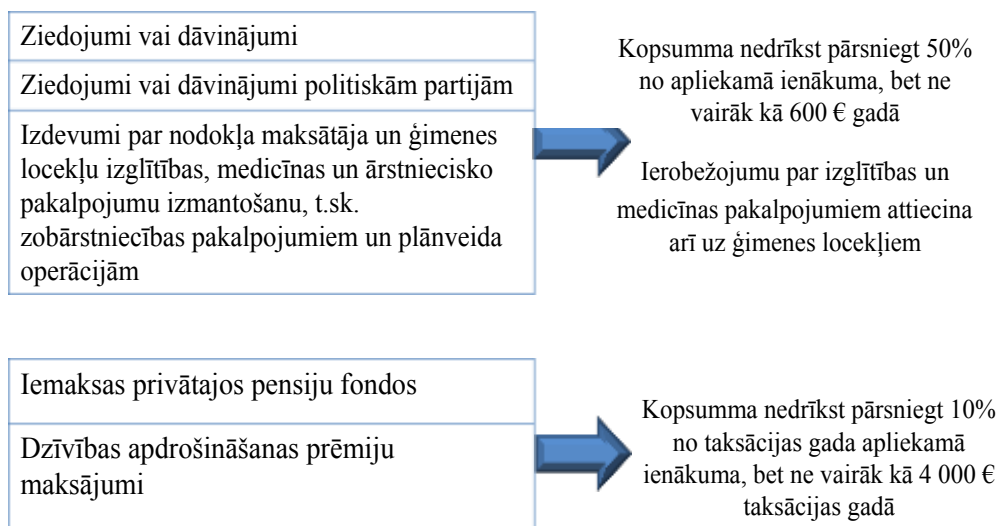 Ziedojumi vai dāvinājumi
Ziedojumi vai dāvinājumi politiskām partijām
Izdevumi par nodokļa maksātāja un ģimenes
locekļu izglītības, medicīnas un ārstniecisko
pakalpojumu izmantošanu, t.sk.
zobārstniecības pakalpojumiem un plānveida
operācijām
Kopsumma nedrīkst pārsniegt 50%
no apliekamā ienākuma, bet ne
vairāk kā 600 € gadā
Ierobežojumu par izglītības un
medicīnas pakalpojumiem attiecina
arī uz ģimenes locekļiem
Iemaksas privātajos pensiju fondos
Dzīvības apdrošināšanas prēmiju
maksājumi
Kopsumma nedrīkst pārsniegt 10%
no taksācijas gada apliekamā
ienākuma, bet ne vairāk kā 4 000 €
taksācijas gadā